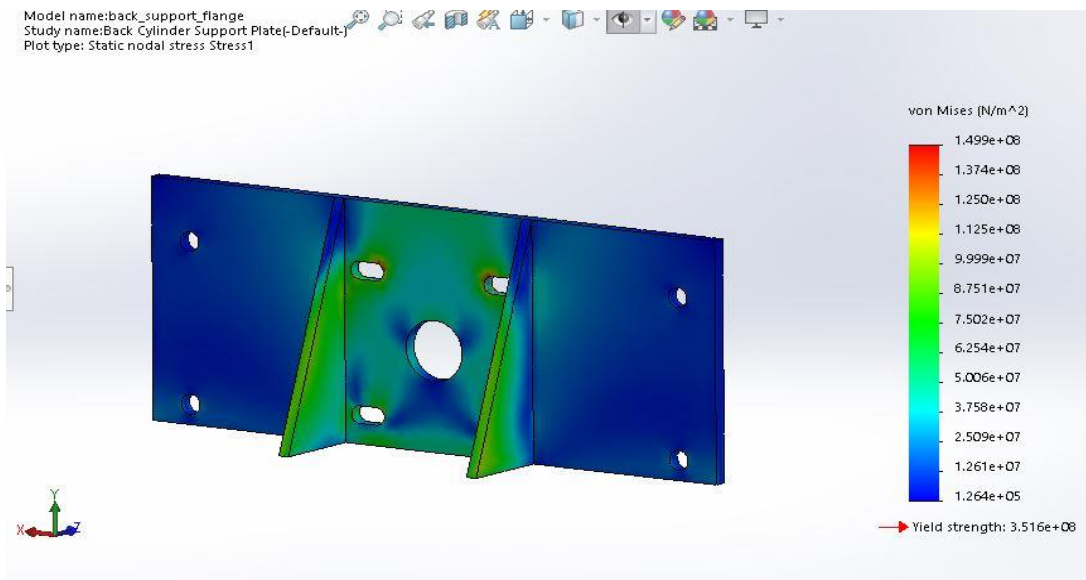 Model name:back_support_flange
Study name:Back Cylinder Support Plate(-Default-)
Plot type: Static nodal stress Stress1
von Mises (N/m^2)
1.499e+08
1.374e+08
1.250e+08
1.125e+08
9.999e+07
8.751e+07
7.502e+07
6.254e+07
5.006e+07
3.758e+07
2.509e+07
1.261e+07
1.264e+05
Yield strength: 3.516e+08
Y
X
Z